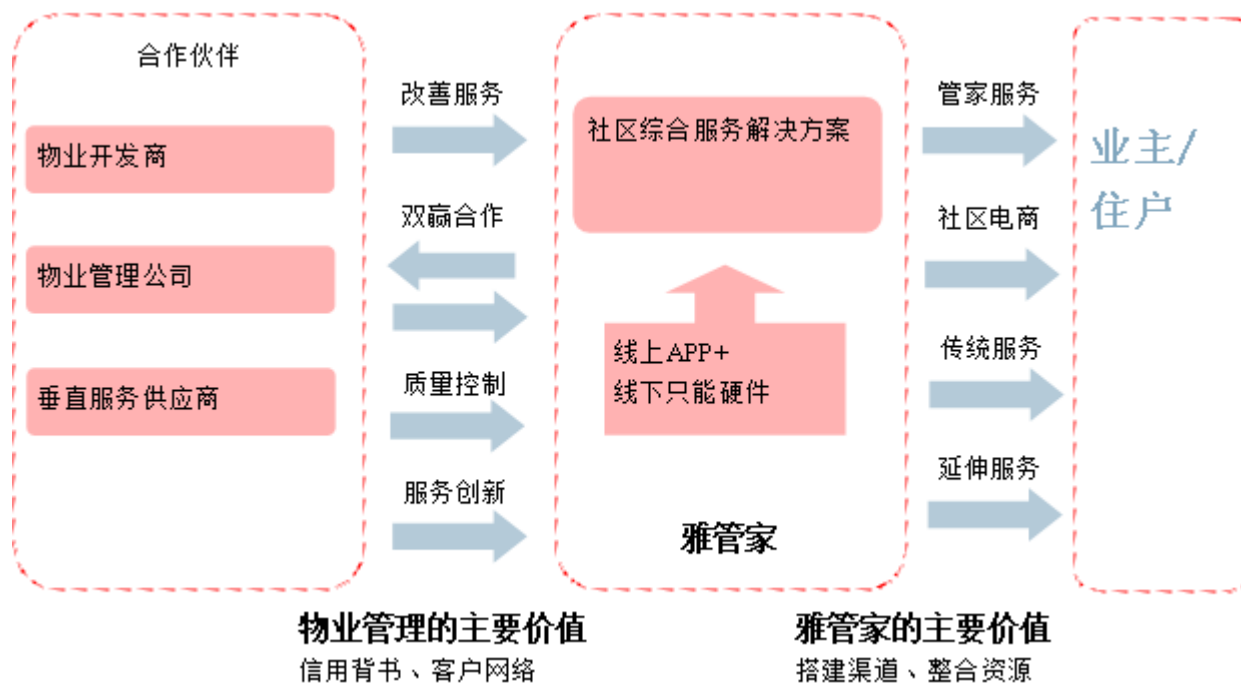 合作伙伴
物业开发商
物业管理公司
垂直服务供应商
改善服务
双赢合作
质量控制
服务创新
社区综合服务解决方案
线上APP+
线下只能硬件
雅管家
管家服务
社区电商
传统服务
延伸服务
业主/
住户
物业管理的主要价值
信用背书、客户网络
雅管家的主要价值
搭建渠道、整合资源